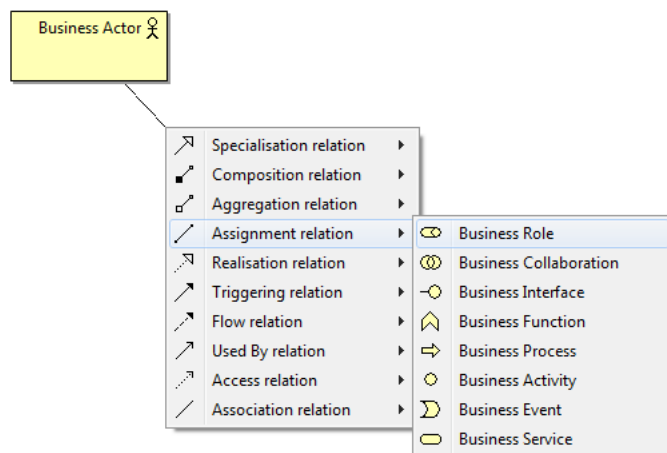 Business Actor
Specialisation relation
Composition relation
Aggregation relation
Assignment relation
Realisation relation
Triggering relation
Flow relation
Used By relation
Access relation
Association relation
Business Role
Business Collaboration
Business Interface
Business Function
Business Process
Business Activity
Business Event
Business Service